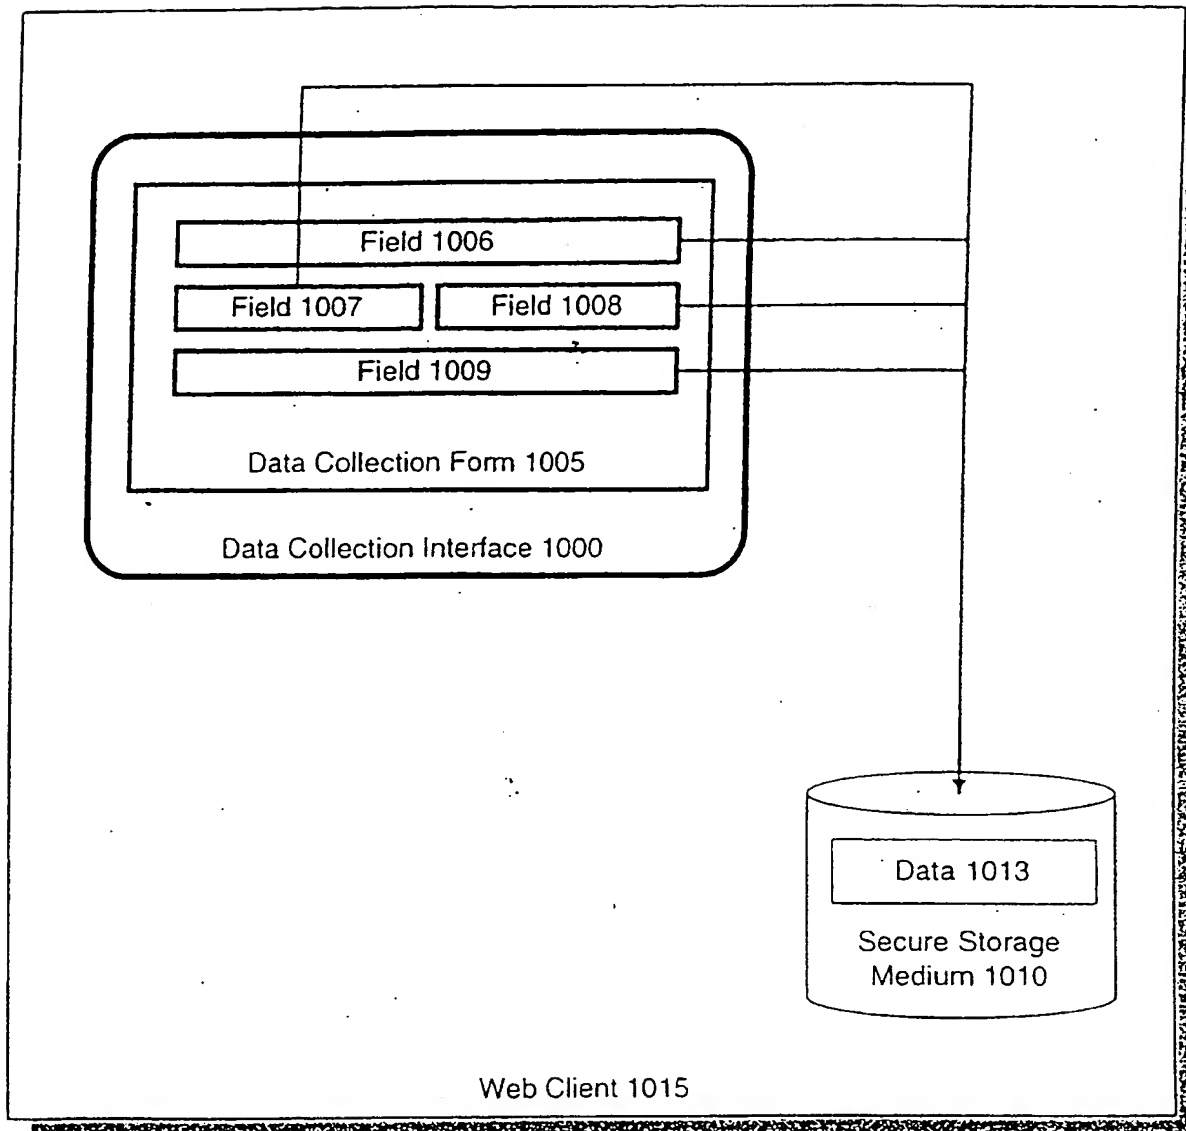 Field 1006
Field 1007
Field 1008
Field 1009
Data Collection Form 1005
Data Collection Interface 1000
Data 1013
Secure Storage
Medium 1010
Web Client 1015